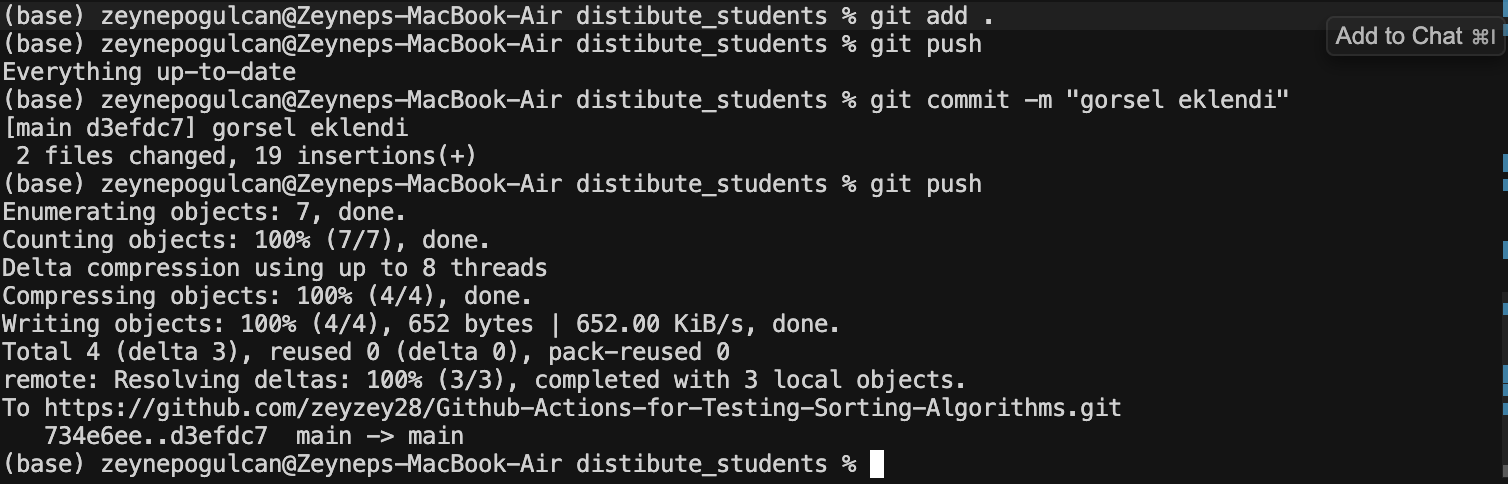 (base) zeynepogulcan@Zeyneps-MacBook-Air distibute_students % git add .
(base) zeynepogulcan@Zeyneps-MacBook-Air distibute_students % git push
Add to Chat ⌘I
Everything up-to-date
(base) zeynepogulcan@Zeyneps-MacBook-Air distibute_students % git commit -m "gorsel eklendi"
[main d3efdc7] gorsel eklendi
 2 files changed, 19 insertions(+)
(base) zeynepogulcan@Zeyneps-MacBook-Air distibute_students % git push
Enumerating objects: 7, done.
Counting objects: 100% (7/7), done.
Delta compression using up to 8 threads
Compressing objects: 100% (4/4), done.
Writing objects: 100% (4/4), 652 bytes | 652.00 KiB/s, done.
Total 4 (delta 3), reused 0 (delta 0), pack-reused 0
remote: Resolving deltas: 100% (3/3), completed with 3 local objects.
To https://github.com/zeyzey28/Github-Actions-for-Testing-Sorting-Algorithms.git
   734e6ee..d3efdc7  main -> main
(base) zeynepogulcan@Zeyneps-MacBook-Air distibute_students %